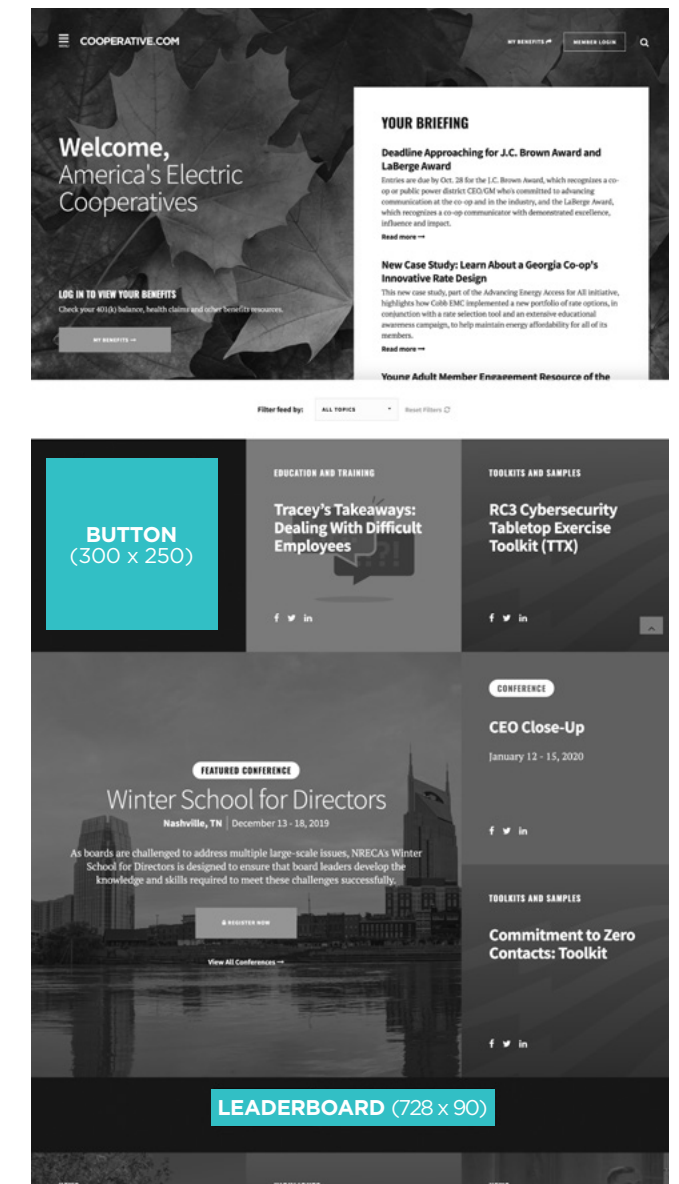 COOPERATIVE.COM
MY BENEFITS
MEMBER LOGIN
Welcome,
America's Electric
Cooperatives
LOG IN TO VIEW YOUR BENEFITS
Check your 401(k) balance, health claims and other benefits resources.
MY BENEFITS →
YOUR BRIEFING
Deadline Approaching for J.C. Brown Award and
LaBerge Award
Entries are due by Oct. 28 for the J.C. Brown Award, which recognizes a co-
op or public power district CEO/GM who's committed to advancing
communication at the co-op and in the industry, and the LaBerge Award,
which recognizes a co-op communicator with demonstrated excellence,
influence and impact.
Read more →
New Case Study: Learn About a Georgia Co-op's
Innovative Rate Design
This new case study, part of the Advancing Energy Access for All initiative,
highlights how Cobb EMC implemented a new portfolio of rate options, in
conjunction with a rate selection tool and an extensive educational
awareness campaign, to help maintain energy affordability for all of its
members.
Read more →
Young Adult Member Engagement Resource of the
Filter feed by:
ALL TOPICS
Reset Filters
BUTTON
(300 x 250)
EDUCATION AND TRAINING
Tracey's Takeaways:
Dealing With Difficult
Employees
?!
TOOLKITS AND SAMPLES
RC3 Cybersecurity
Tabletop Exercise
Toolkit (TTX)
FEATURED CONFERENCE
Winter School for Directors
Nashville, TN | December 13 - 18, 2019
As boards are challenged to address multiple large-scale issues, NRECA's Winter
School for Directors is designed to ensure that board leaders develop the
knowledge and skills required to meet these challenges successfully.
REGISTER NOW
View All Conferences →
CONFERENCE
CEO Close-Up
January 12 - 15, 2020
TOOLKITS AND SAMPLES
Commitment to Zero
Contacts: Toolkit
LEADERBOARD (728 x 90)